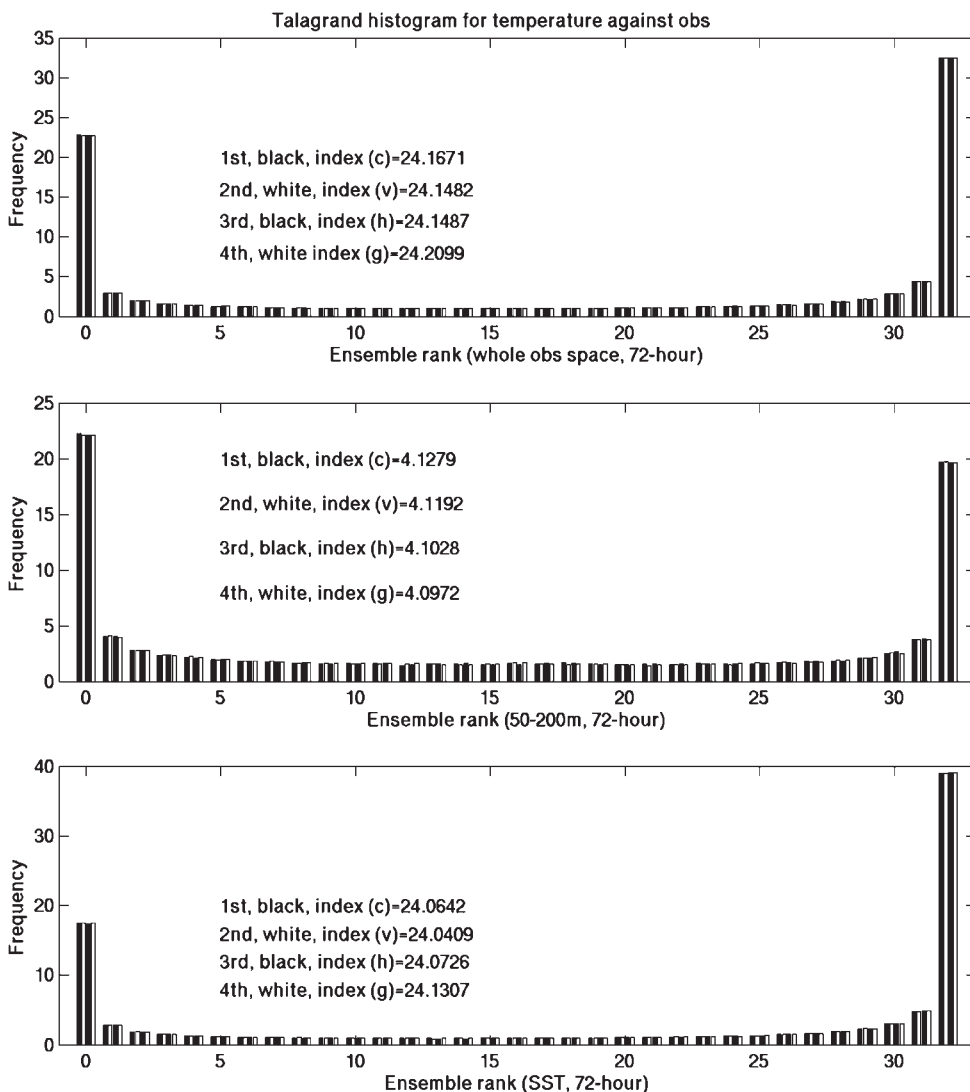 Talagrand histogram for temperature against obs
35
30
25
20
15
10
5
0
Frequency
1st, black, index (c)=24.1671
2nd, white, index (v)=24.1482
3rd, black, index (h)=24.1487
4th, white index (g)=24.2099
0 5 10 15 20 25 30
Ensemble rank (whole obs space, 72-hour)
25
20
15
10
5
0
Frequency
1st, black, index (c)=4.1279
2nd, white, index (v)=4.1192
3rd, black, index (h)=4.1028
4th, white, index (g)=4.0972
0 5 10 15 20 25 30
Ensemble rank (50-200m, 72-hour)
40
30
20
10
0
Frequency
1st, black, index (c)=24.0642
2nd, white, index (v)=24.0409
3rd, black, index (h)=24.0726
4th, white, index (g)=24.1307
0 5 10 15 20 25 30
Ensemble rank (SST, 72-hour)